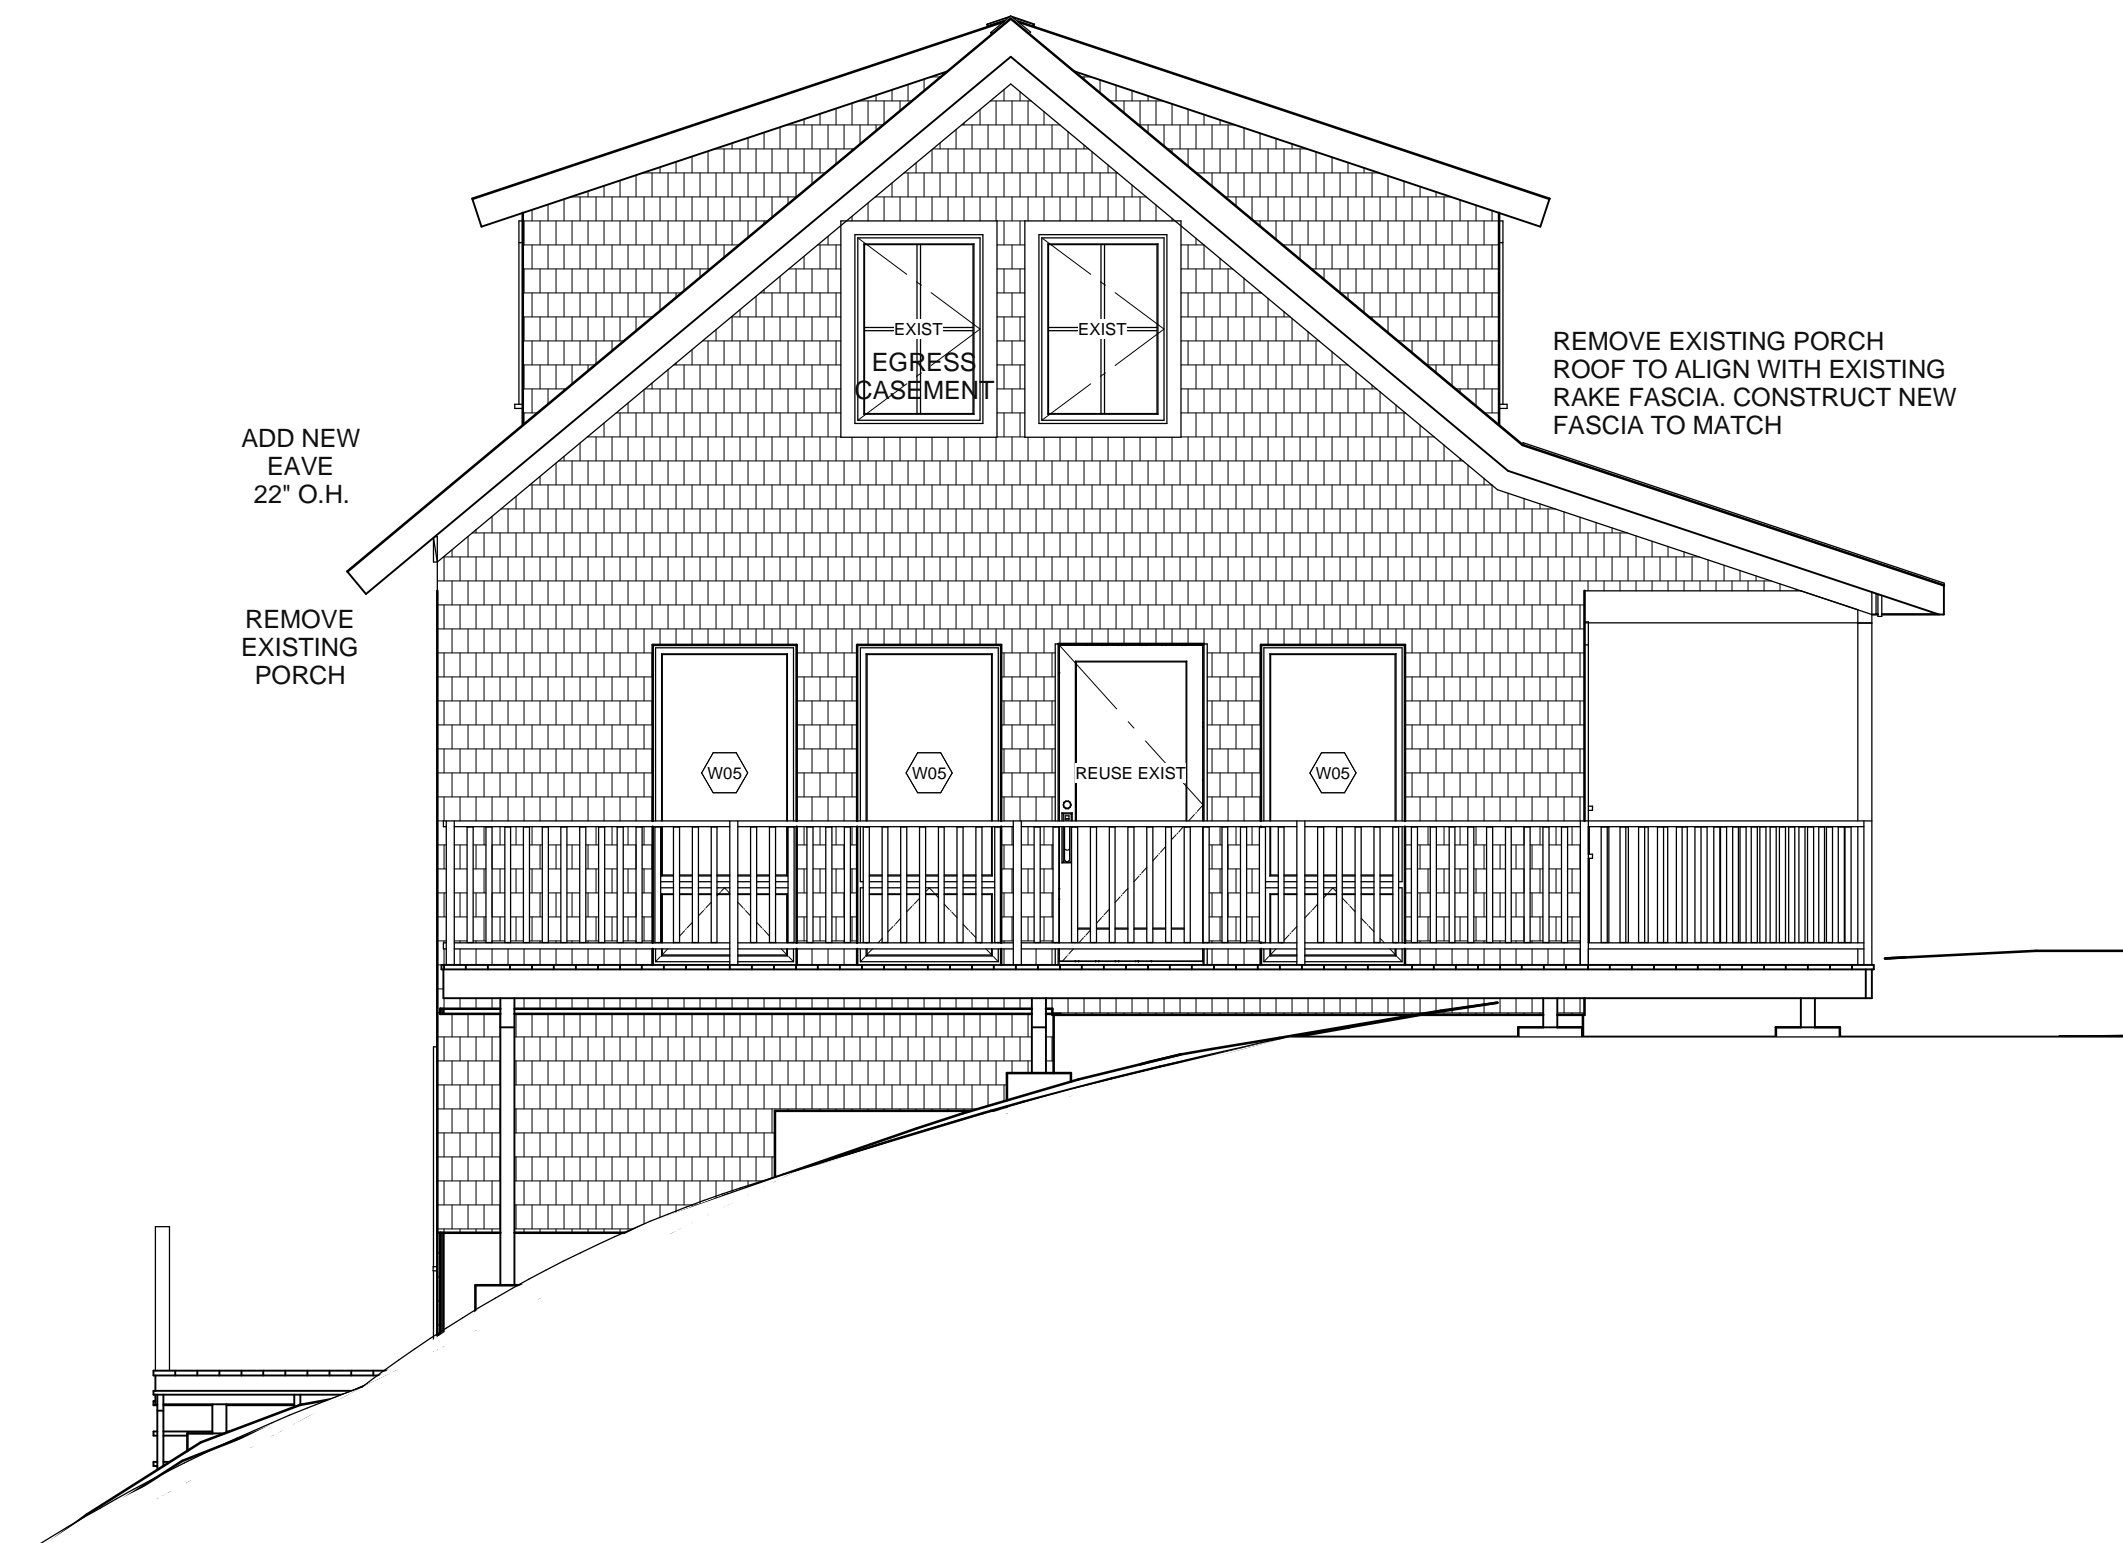 EXIST
EXIST
EGRESS
CASEMENT
REMOVE EXISTING PORCH
ROOF TO ALIGN WITH EXISTING
RAKE FASCIA. CONSTRUCT NEW
FASCIA TO MATCH
ADD NEW
EAVE
22" O.H.
REMOVE
EXISTING
PORCH
W05
W05
REUSE EXIST
W05